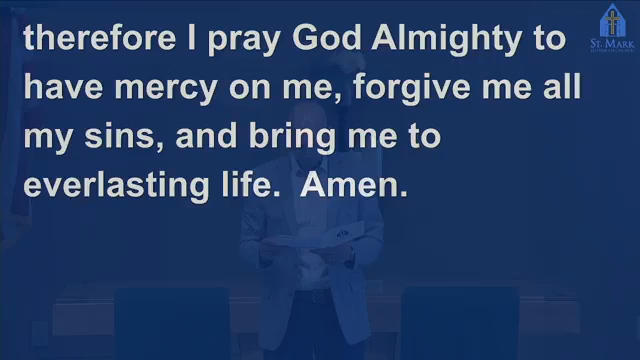 therefore I pray God Almighty to
have mercy on me, forgive me all
my sins, and bring me to
everlasting life.  Amen.
ST. MARK